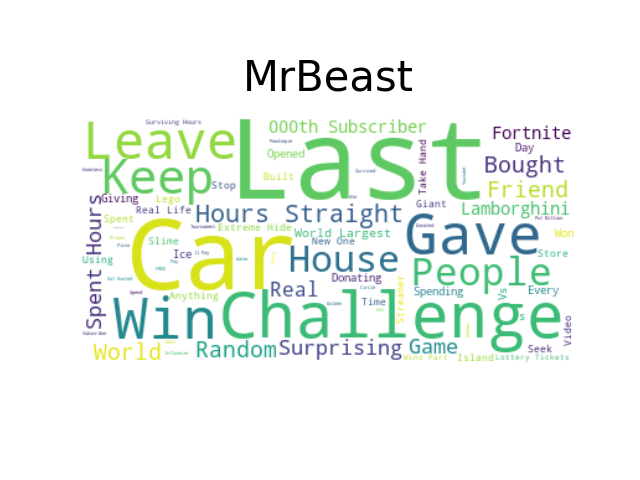 MrBeast
Surviving Hours
Leave
Last
000th Subscriber
Fortnite
Day
Take Hand
Opened
Bought
Keep
Built
Stop
Friend
Giving
Lego
Real Life
Giant
Lamborghini
Hours Straight
Spent
Extreme Hide
World Largest
Gave
Won
Spent Hours
Slime
New One
Car
Ice
House
Store
Using
Donating
People
Anything
Real
Time
Streamer
Spending
Vs
Every
Win
Challenge
Video
World
Random
Surprising
Game
Seek
Wins Part
Island
Lottery Tickets